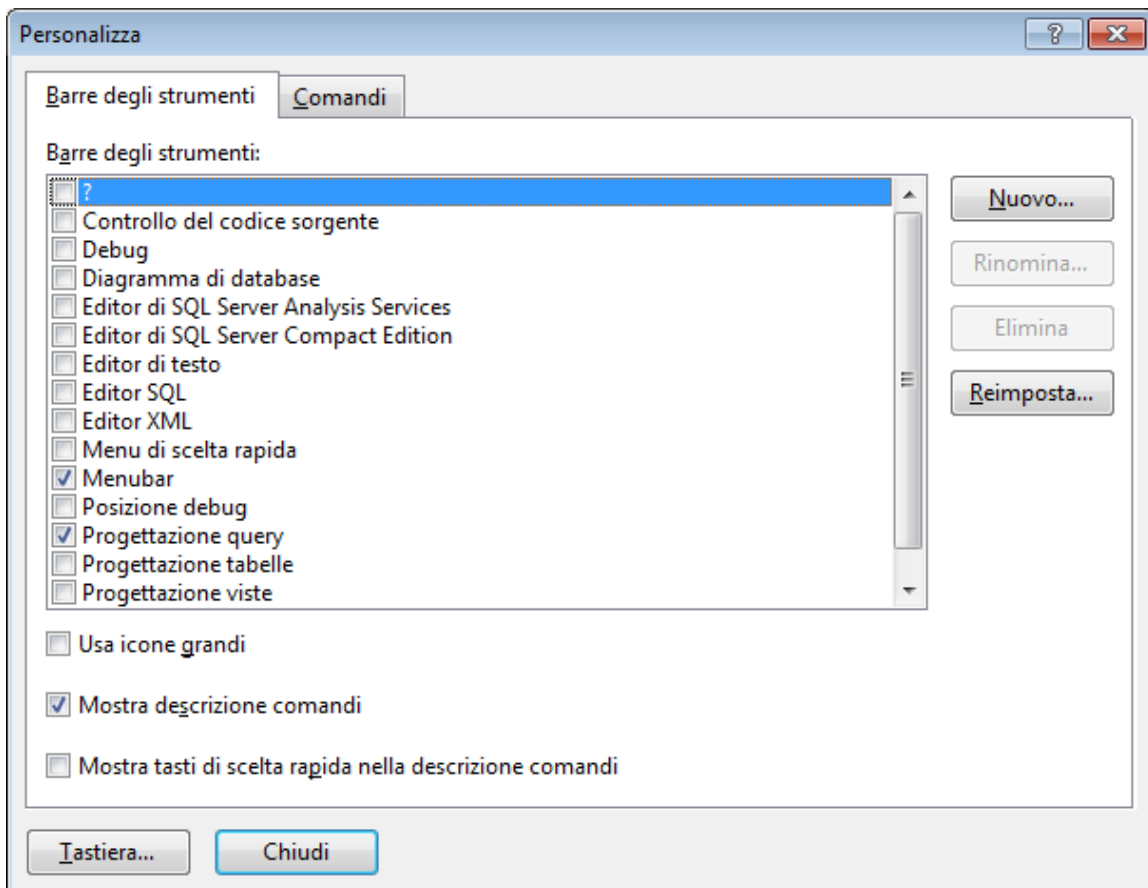 Personalizza
Barre degli strumenti
Comandi
Barre degli strumenti:
?
Controllo del codice sorgente
Debug
Diagramma di database
Editor di SQL Server Analysis Services
Editor di SQL Server Compact Edition
Editor di testo
Editor SQL
Editor XML
Menu di scelta rapida
Menubar
Posizione debug
Progettazione query
Progettazione tabelle
Progettazione viste
Nuovo...
Rinomina...
Elimina
Reimposta...
Usa icone grandi
Mostra descrizione comandi
Mostra tasti di scelta rapida nella descrizione comandi
Tastiera...
Chiudi